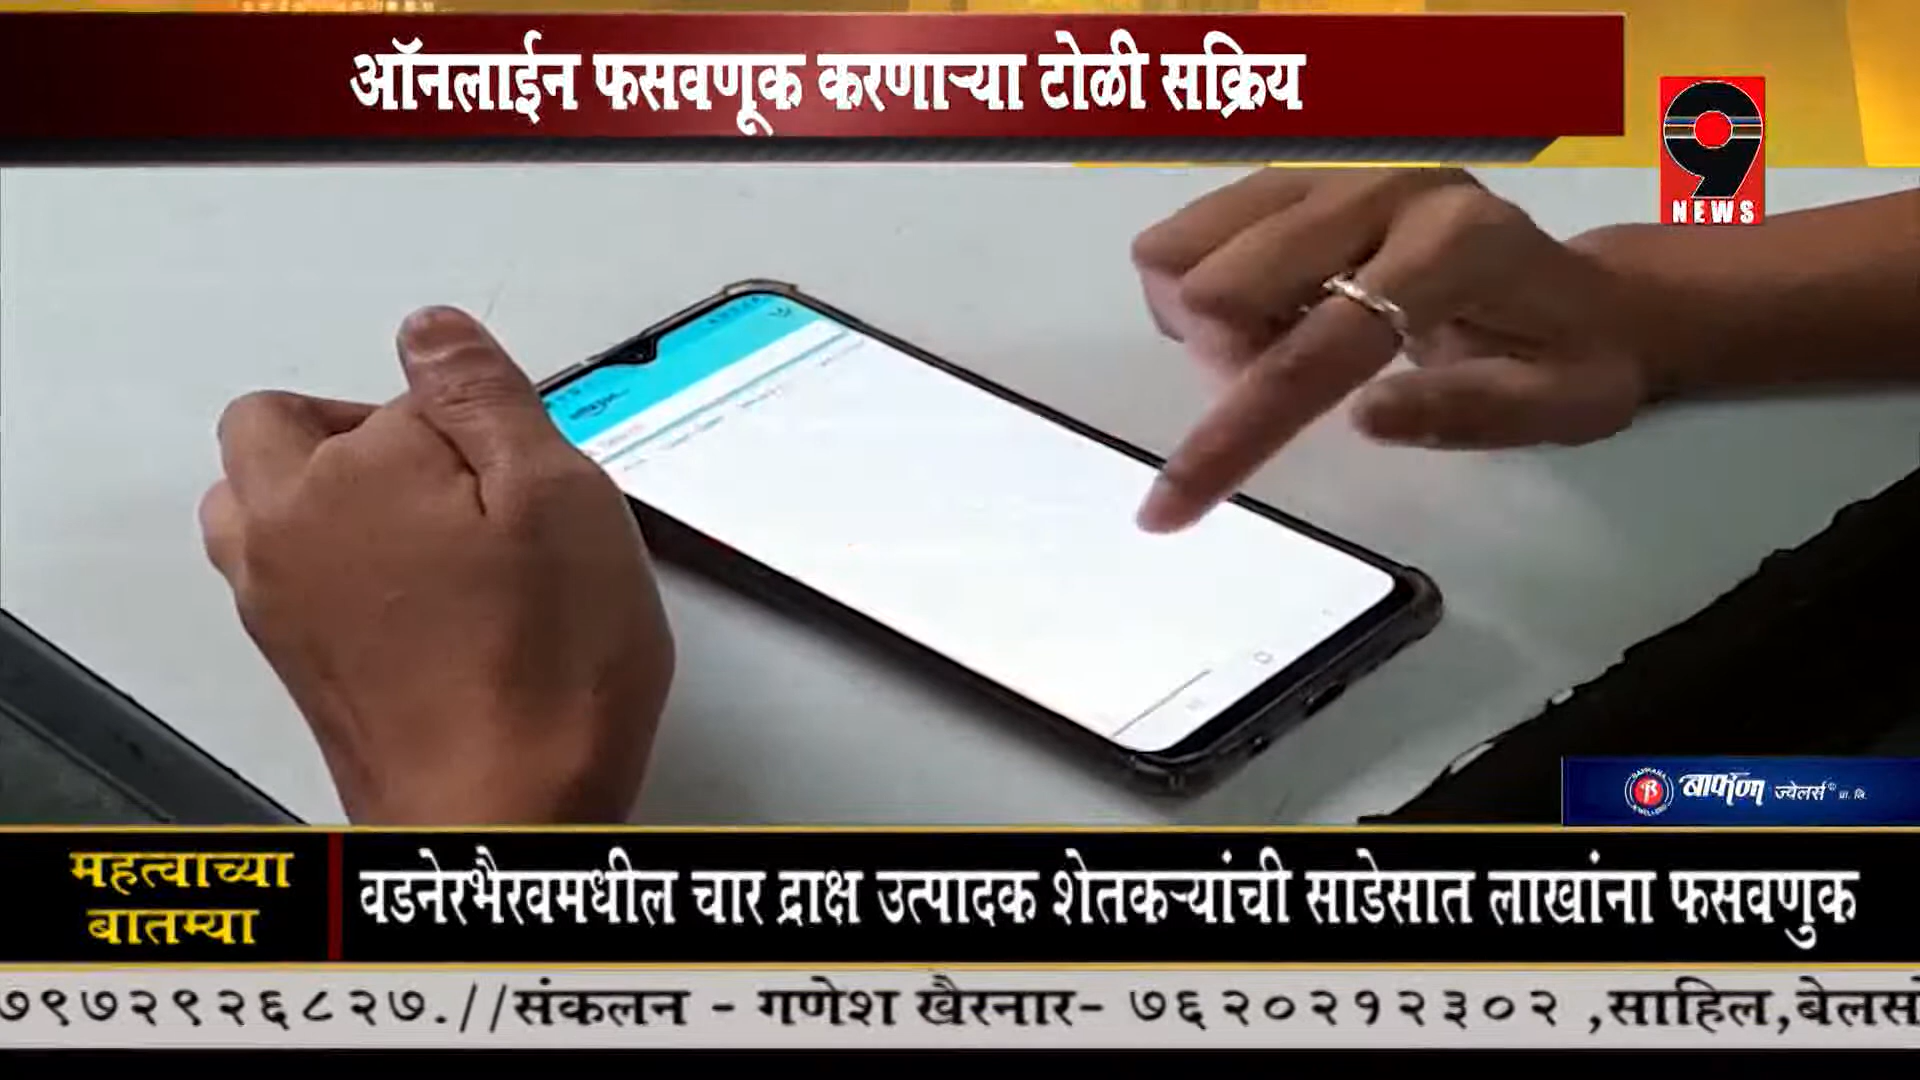 ऑनलाईन फसवणूक करणाऱ्या टोळी सक्रिय
9
NEWS
amazon
बाफणा ज्वेलर्स प्रा. लि.
महत्वाच्या
बातम्या
वडनेरभैरवमधील चार द्राक्ष उत्पादक शेतकऱ्यांची साडेसात लाखांना फसवणुक
७९७२९२६८२७.//संकलन - गणेश खैरनार- ७६२०२१२३०२ ,साहिल,बेलस